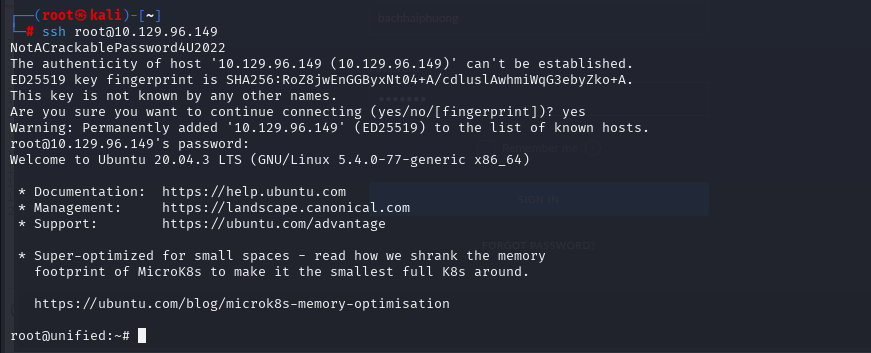 bachhaiphuong
┌──(root㉿kali)-[~]
└─# ssh root@10.129.96.149
NotACrackablePassword4U2022
The authenticity of host '10.129.96.149 (10.129.96.149)' can't be established.
ED25519 key fingerprint is SHA256:RoZ8jwEnGGByxNt04+A/cdluslAwhmiWqG3ebyZko+A.
This key is not known by any other names.
Are you sure you want to continue connecting (yes/no/[fingerprint])? yes
Warning: Permanently added '10.129.96.149' (ED25519) to the list of known hosts.
root@10.129.96.149's password:
Welcome to Ubuntu 20.04.3 LTS (GNU/Linux 5.4.0-77-generic x86_64)
* Documentation:  https://help.ubuntu.com
* Management:     https://landscape.canonical.com
* Support:        https://ubuntu.com/advantage
SIGN IN
FORGOT PASSWORD?
* Super-optimized for small spaces - read how we shrank the memory
footprint of MicroK8s to make it the smallest full K8s around.
https://ubuntu.com/blog/microk8s-memory-optimisation
root@unified:~#